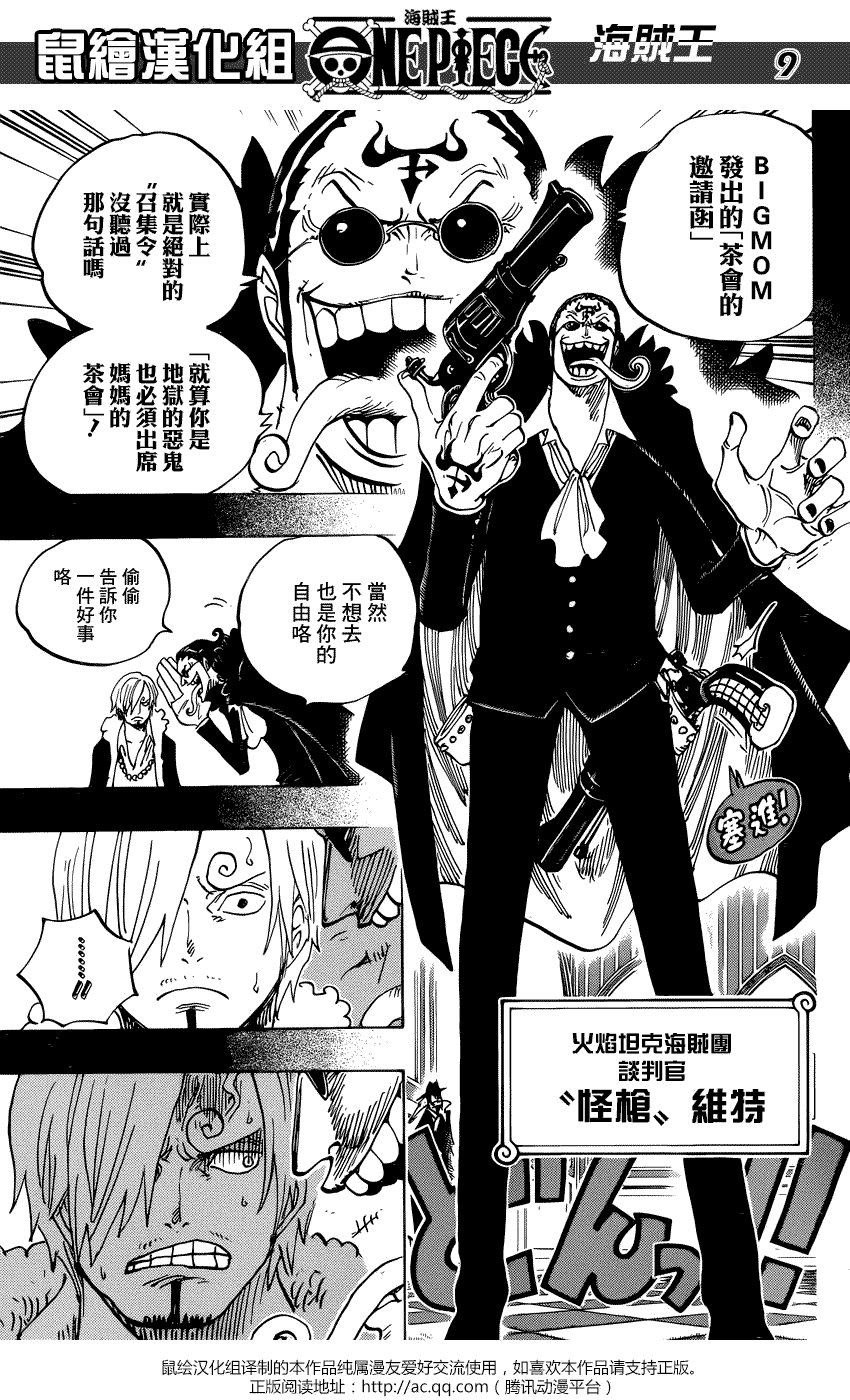 鼠繪漢化組
海賊王
ONE PIECE
海賊王
9
BIGMOM
發出的「茶會的
邀請函」
實際上
就是絕對的
“召集令”
沒聽過
那句話嗎
「就算你是
地獄的惡鬼
也必須出席
媽媽的
茶會」！
塞進！
火焰坦克海賊團
談判官
〝怪槍〟維特
ど゛んっ!!
當然
不想去
也是你的
自由咯
偷偷
告訴你
一件好事
咯
………!!
鼠绘汉化组译制的本作品纯属漫友爱好交流使用，如喜欢本作品请支持正版。
正版阅读地址：http://ac.qq.com（腾讯动漫平台）